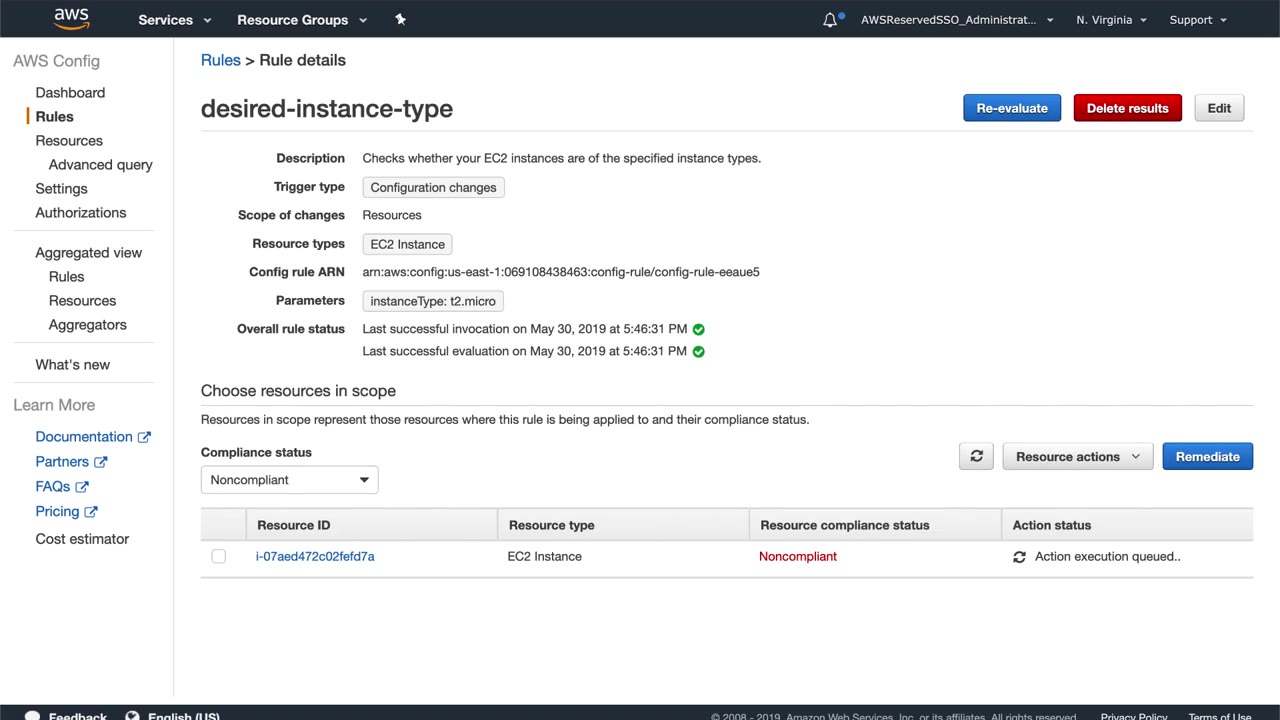 aws Services Resource Groups AWSReservedSSO_Administrat... N. Virginia Support
AWS Config
Dashboard
Rules
Resources
Advanced query
Settings
Authorizations
Aggregated view
Rules
Resources
Aggregators
What's new
Learn More
Documentation
Partners
FAQs
Pricing
Cost estimator
Rules > Rule details
desired-instance-type
Re-evaluate Delete results Edit
Description Checks whether your EC2 instances are of the specified instance types.
Trigger type Configuration changes
Scope of changes Resources
Resource types EC2 Instance
Config rule ARN arn:aws:config:us-east-1:069108438463:config-rule/config-rule-eeaue5
Parameters instanceType: t2.micro
Overall rule status Last successful invocation on May 30, 2019 at 5:46:31 PM
Last successful evaluation on May 30, 2019 at 5:46:31 PM
Choose resources in scope
Resources in scope represent those resources where this rule is being applied to and their compliance status.
Compliance status
Noncompliant
Resource actions Remediate
Resource ID Resource type Resource compliance status Action status
i-07aed472c02fefd7a EC2 Instance Noncompliant Action execution queued..
Feedback English (US) © 2008 - 2019, Amazon Web Services, Inc. or its affiliates. All rights reserved. Privacy Policy Terms of Use